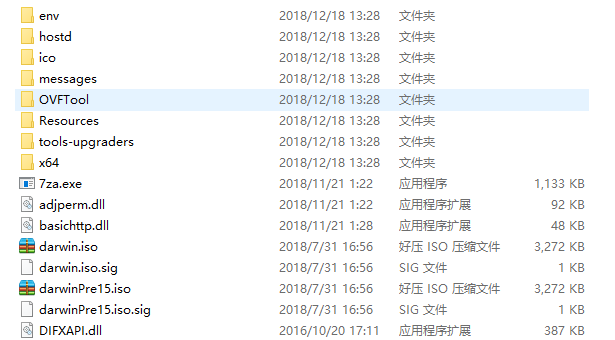 env 2018/12/18 13:28 文件夹
hostd 2018/12/18 13:28 文件夹
ico 2018/12/18 13:28 文件夹
messages 2018/12/18 13:28 文件夹
OVFTool 2018/12/18 13:28 文件夹
Resources 2018/12/18 13:28 文件夹
tools-upgraders 2018/12/18 13:28 文件夹
x64 2018/12/18 13:28 文件夹
7za.exe 2018/11/21 1:22 应用程序 1,133 KB
adjperm.dll 2018/11/21 1:22 应用程序扩展 92 KB
basichttp.dll 2018/11/21 1:28 应用程序扩展 48 KB
darwin.iso 2018/7/31 16:56 好压 ISO 压缩文件 3,272 KB
darwin.iso.sig 2018/7/31 16:56 SIG 文件 1 KB
darwinPre15.iso 2018/7/31 16:56 好压 ISO 压缩文件 3,272 KB
darwinPre15.iso.sig 2018/7/31 16:56 SIG 文件 1 KB
DIFXAPI.dll 2016/10/20 17:11 应用程序扩展 387 KB